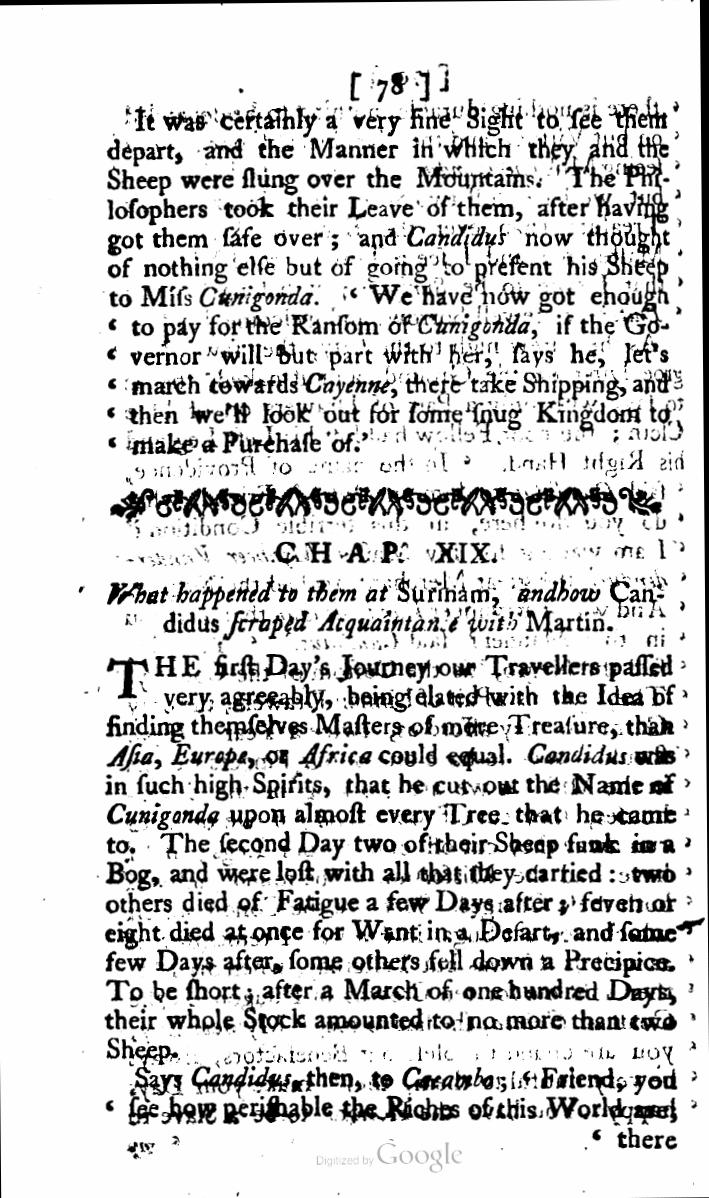 [ 78 ]
It was certainly a very fine Sight to ſee them
depart, and the Manner in which they and the
Sheep were ſlung over the Mountains. The Phi-
loſophers took their Leave of them, after having
got them ſafe over ; and Candidus now thought
of nothing elſe but of going to preſent his Sheep
to Miſs Cunigonda. ‘ We have now got enough
‘ to pay for the Ranſom of Cunigonda, if the Go-
‘ vernor will but part with her, ſays he, let's
‘ march towards Cayenne, there take Shipping, and
‘ then we'll look out for ſome ſnug Kingdom to
‘ make a Purchaſe of.’
CHAP. XIX.
What happened to them at Surinam, and how Can-
didus ſcraped Acquaintance with Martin.
THE firſt Day's Journey our Travellers paſſed
very agreeably, being elated with the Idea of
finding themſelves Maſters of more Treaſure, than
Aſia, Europe, or Africa could equal. Candidus was
in ſuch high Spirits, that he cut out the Name of
Cunigonda upon almoſt every Tree that he came
to. The ſecond Day two of their Sheep ſunk in a
Bog, and were loſt with all that they carried : two
others died of Fatigue a few Days after ; ſeven or
eight died at once for Want in a Deſart, and ſome
few Days after, ſome others fell down a Precipice.
To be ſhort ; after a March of one hundred Days,
their whole Stock amounted to no more than two
Sheep.
Says Candidus then, to Cacambo, ‘ Friend, you
‘ ſee how periſhable the Riches of this World are ;
‘ there
Digitized by Google